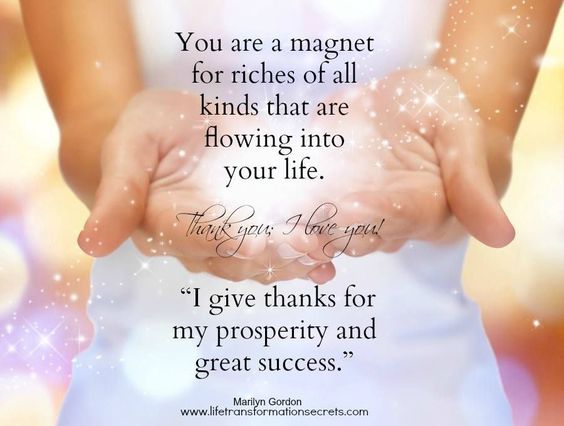 You are a magnet
for riches of all
kinds that are
flowing into
your life.
Thank you; I love you!
“I give thanks for
my prosperity and
great success.”
Marilyn Gordon
www.lifetransformationsecrets.com